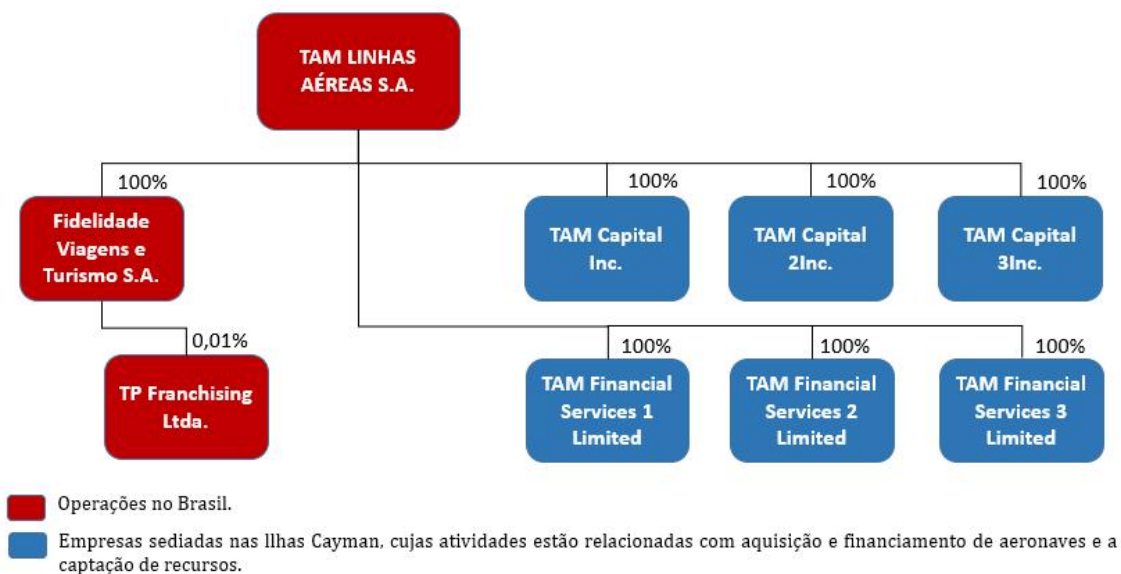 TAM LINHAS
AÉREAS S.A.
100%
100%
100%
100%
Fidelidade
Viagens e
Turismo S.A.
TAM Capital
Inc.
TAM Capital
2Inc.
TAM Capital
3Inc.
0,01%
100%
100%
100%
TP Franchising
Ltda.
TAM Financial
Services 1
Limited
TAM Financial
Services 2
Limited
TAM Financial
Services 3
Limited
Operações no Brasil.
Empresas sediadas nas Ilhas Cayman, cujas atividades estão relacionadas com aquisição e financiamento de aeronaves e a
captação de recursos.